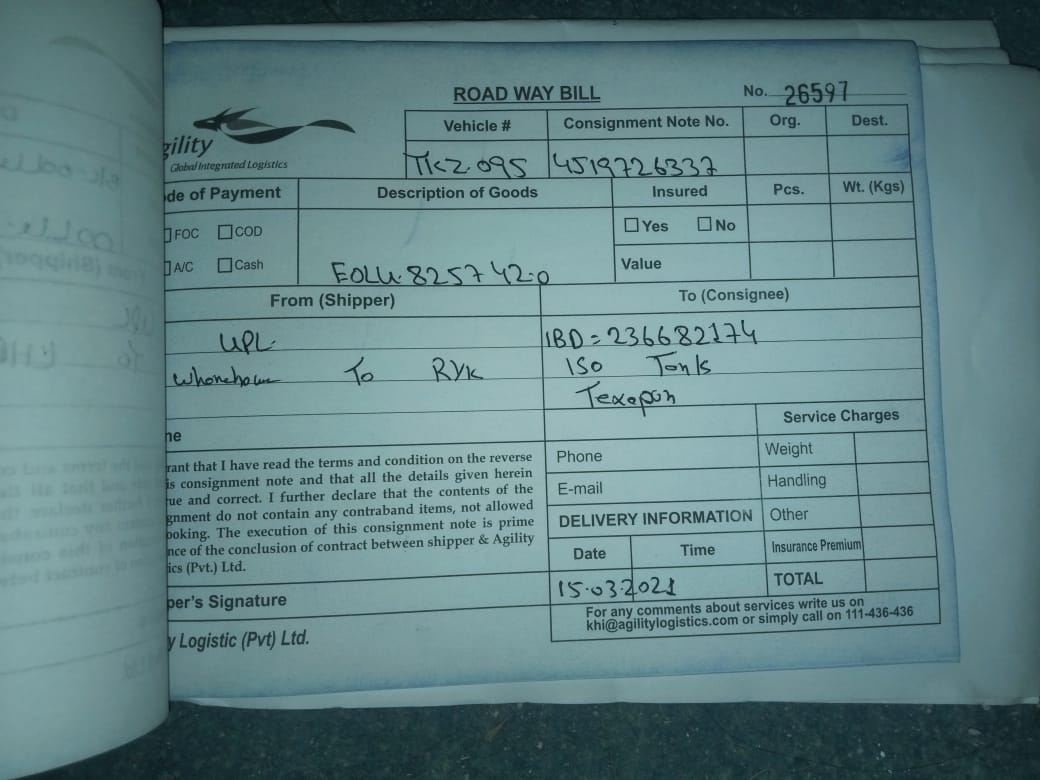 ROAD WAY BILL
No. 26597
gility
Global Integrated Logistics
Vehicle # Consignment Note No. Org. Dest.
TKZ.095 4519726337
de of Payment Description of Goods Insured Pcs. Wt. (Kgs)
FOC COD Yes No
A/C Cash EOLU.825742.0 Value
From (Shipper) To (Consignee)
UPL. IBD=236682174
To RYK ISO Tanks
ne Service Charges
rant that I have read the terms and condition on the reverse
is consignment note and that all the details given herein
ue and correct. I further declare that the contents of the
gnment do not contain any contraband items, not allowed
ooking. The execution of this consignment note is prime
nce of the conclusion of contract between shipper & Agility
ics (Pvt.) Ltd.
Phone Weight
E-mail Handling
DELIVERY INFORMATION Other
Date Time Insurance Premium
15.03.2021 TOTAL
per's Signature
For any comments about services write us on
khi@agilitylogistics.com or simply call on 111-436-436
y Logistic (Pvt) Ltd.